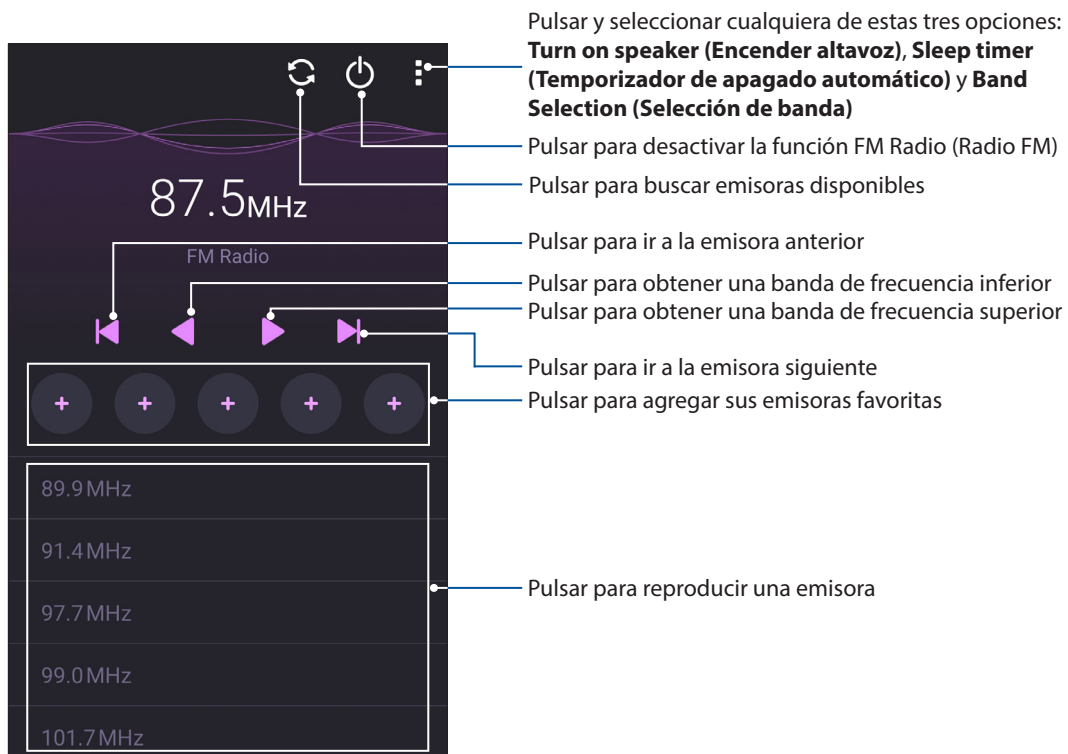 Pulsar y seleccionar cualquiera de estas tres opciones:
Turn on speaker (Encender altavoz), Sleep timer
(Temporizador de apagado automático) y Band
Selection (Selección de banda)
Pulsar para desactivar la función FM Radio (Radio FM)
Pulsar para buscar emisoras disponibles
87.5MHz
FM Radio
Pulsar para ir a la emisora anterior
Pulsar para obtener una banda de frecuencia inferior
Pulsar para obtener una banda de frecuencia superior
Pulsar para ir a la emisora siguiente
Pulsar para agregar sus emisoras favoritas
+ + + + +
89.9MHz
91.4MHz
97.7MHz
99.0MHz
101.7MHz
Pulsar para reproducir una emisora